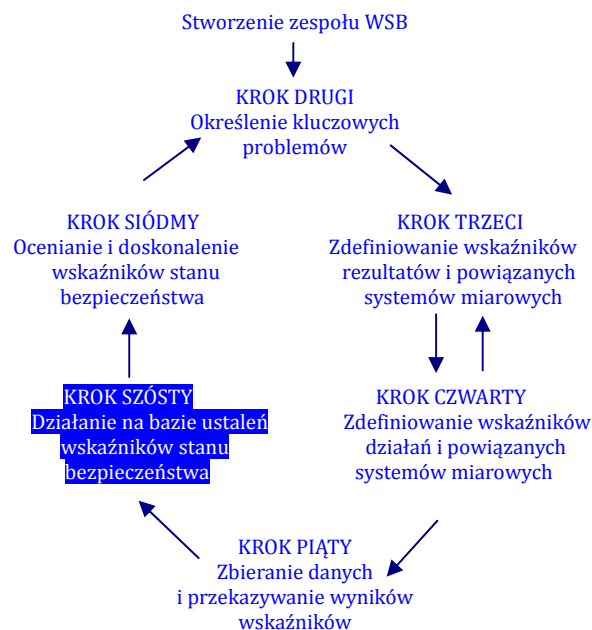 Stworzenie zespołu WSB
KROK DRUGI
Określenie kluczowych
problemów
KROK SIÓDMY
Ocenianie i doskonalenie
wskaźników stanu
bezpieczeństwa
KROK TRZECI
Zdefiniowanie wskaźników
rezultatów i powiązanych
systemów miarowych
KROK SZÓSTY
Działanie na bazie ustaleń
wskaźników stanu
bezpieczeństwa
KROK CZWARTY
Zdefiniowanie wskaźników
działań i powiązanych
systemów miarowych
KROK PIĄTY
Zbieranie danych
i przekazywanie wyników
wskaźników